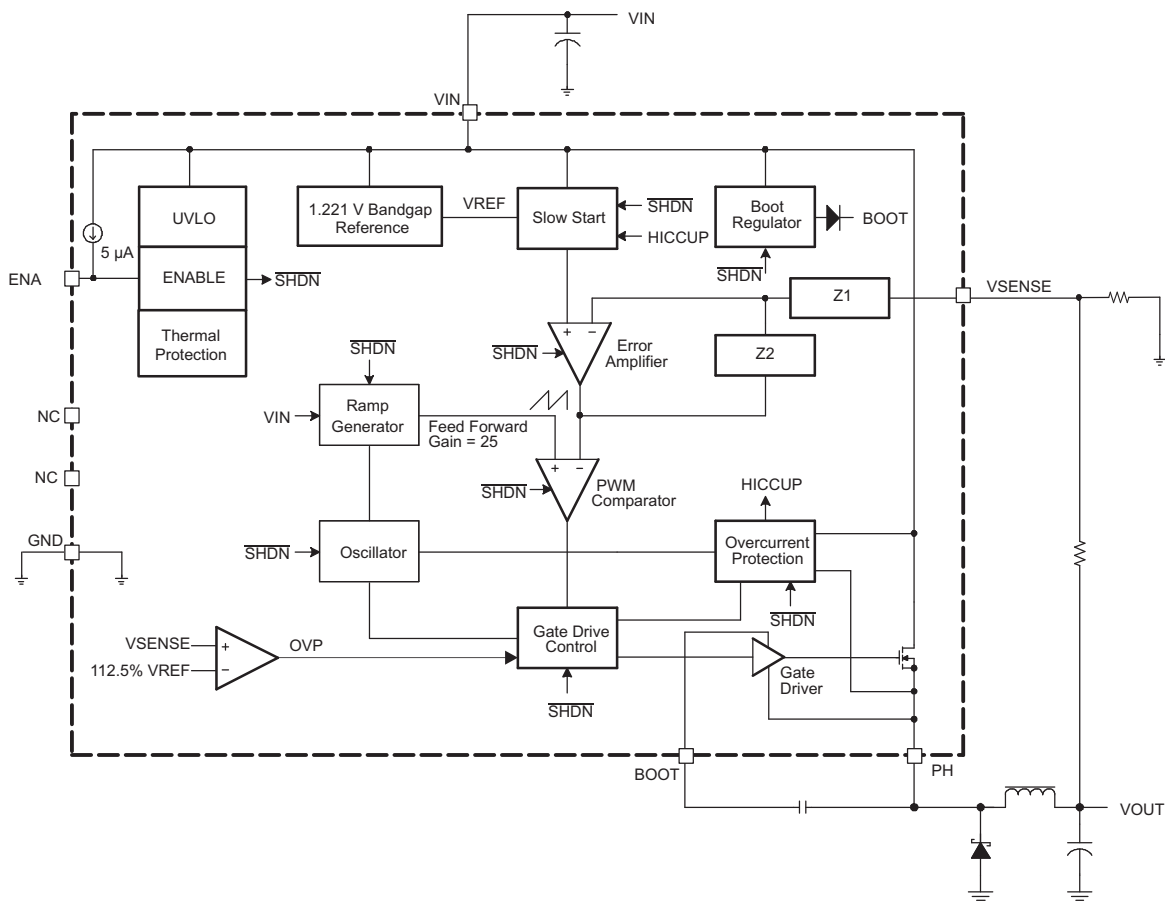 VIN
VIN
UVLO
1.221 V Bandgap
Reference
VREF
Slow Start
SHDN
HICCUP
Boot
Regulator
BOOT
SHDN
5 µA
ENA
ENABLE
SHDN
Thermal
Protection
Z1
VSENSE
Z2
+
−
SHDN
Error
Amplifier
SHDN
VIN
Ramp
Generator
Feed Forward
Gain = 25
NC
NC
+
−
SHDN
PWM
Comparator
HICCUP
GND
SHDN
Oscillator
Overcurrent
Protection
SHDN
VSENSE
+
112.5% VREF
−
OVP
Gate Drive
Control
SHDN
Gate
Driver
BOOT
PH
VOUT